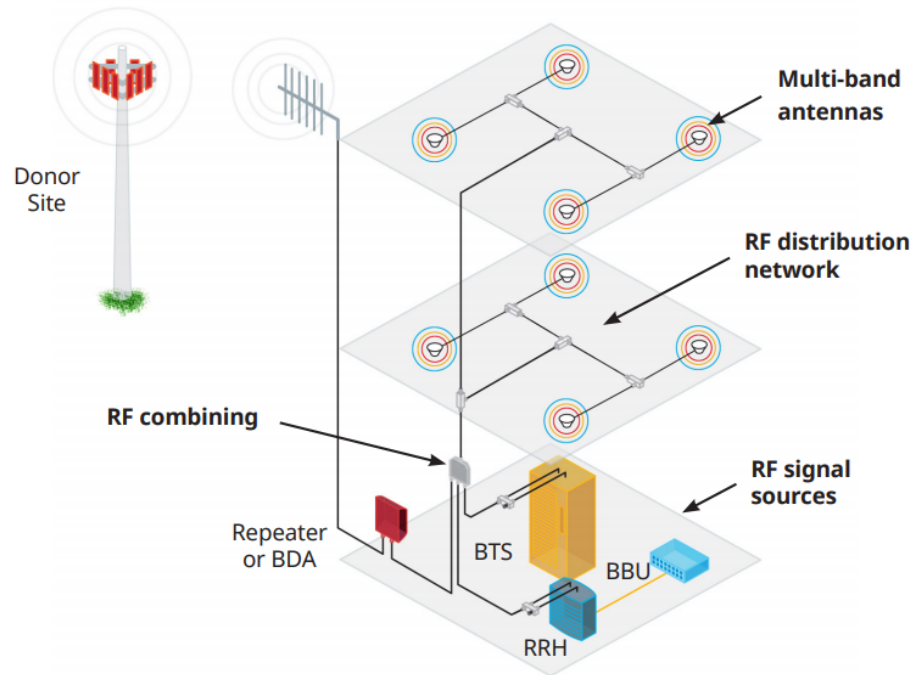 Multi-band
antennas
Donor
Site
RF distribution
network
RF combining
RF signal
sources
Repeater
or BDA
BTS
BBU
RRH